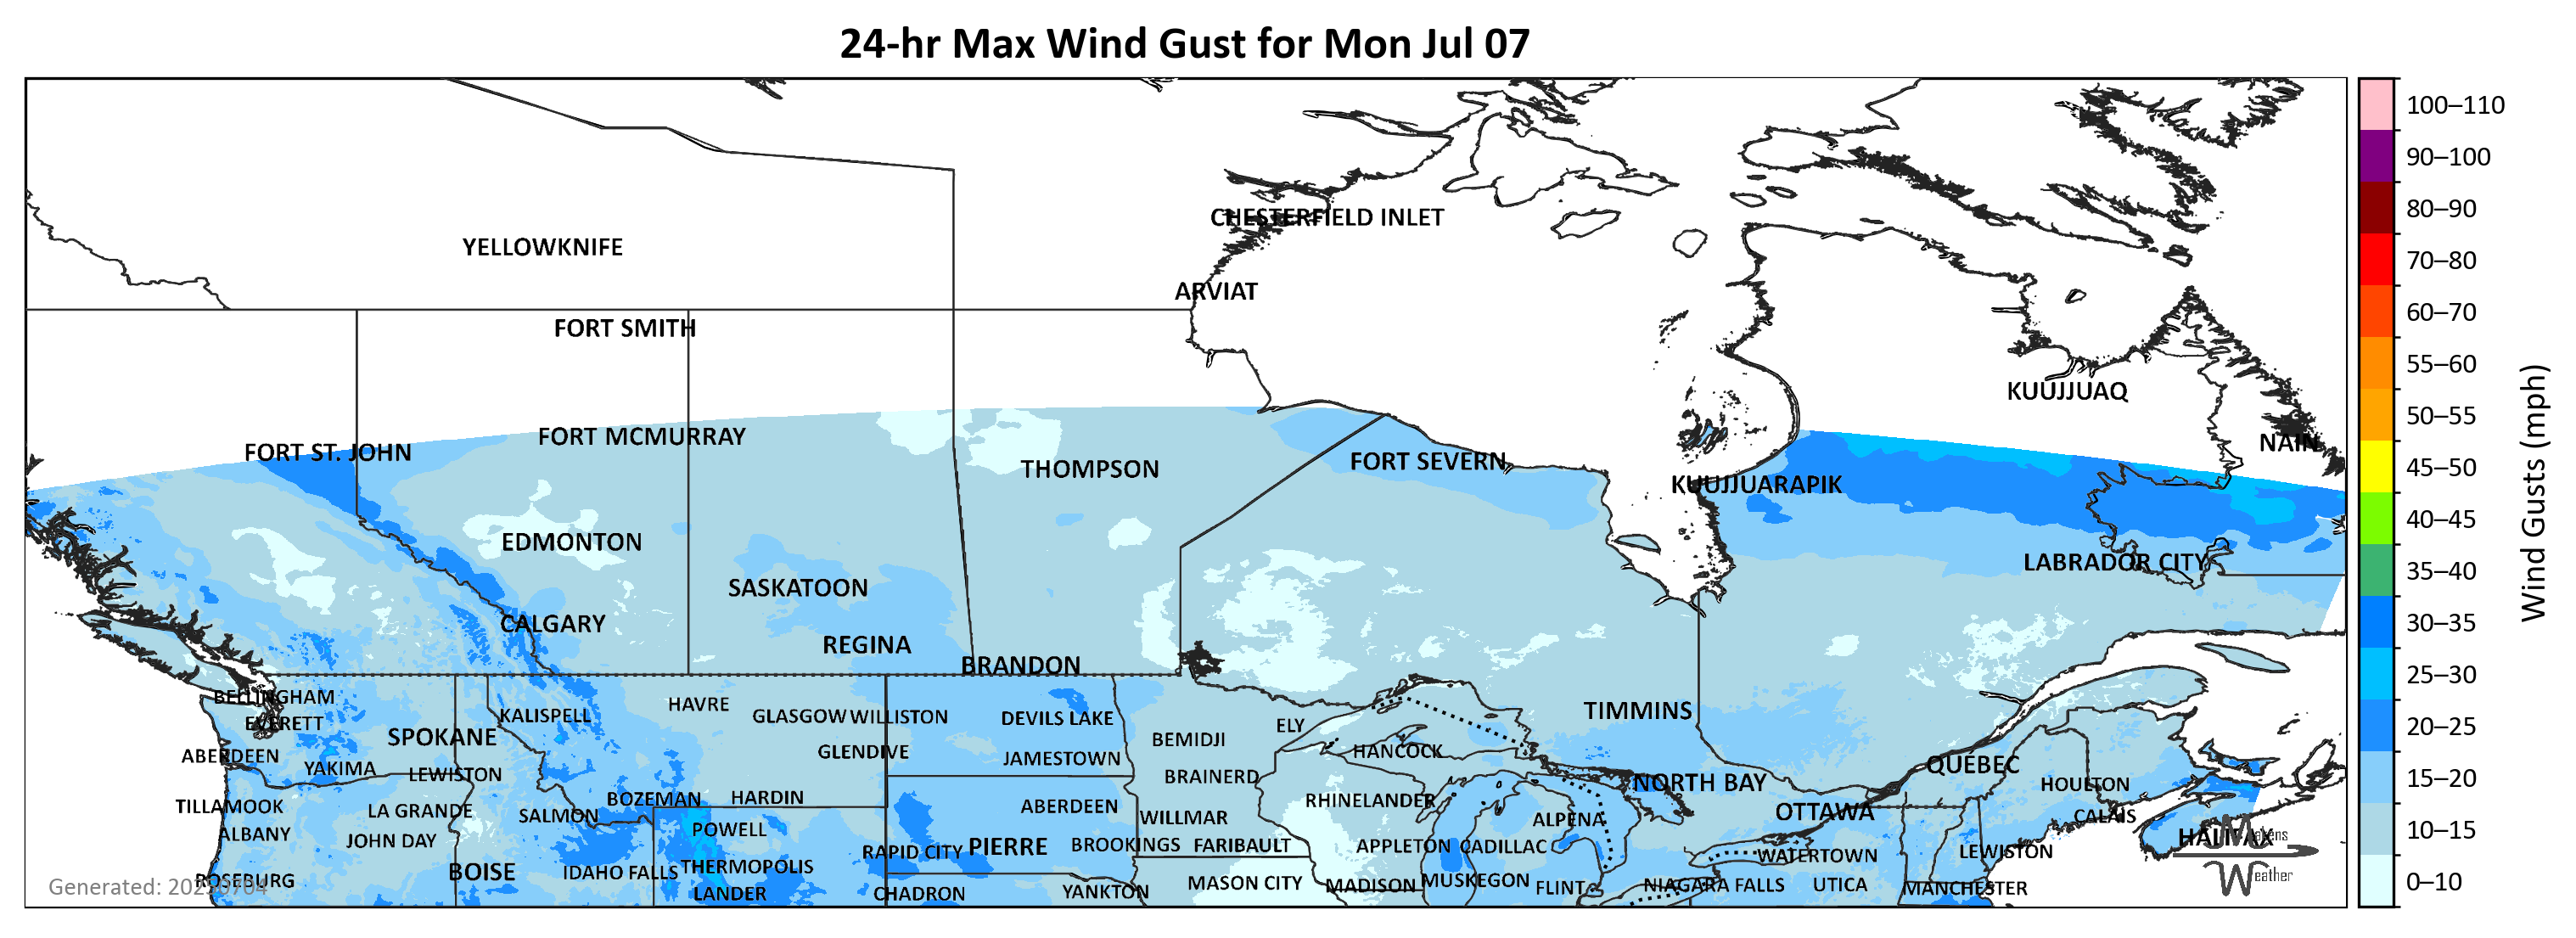 24-hr Max Wind Gust for Mon Jul 07
CHESTERFIELD INLET
YELLOWKNIFE
ARVIAT
FORT SMITH
KUUJJUAQ
FORT MCMURRAY
NAIN
FORT ST. JOHN
FORT SEVERN
THOMPSON
KUUJJUARAPIK
EDMONTON
LABRADOR CITY
SASKATOON
CALGARY
REGINA
BRANDON
BELLINGHAM
HAVRE
TIMMINS
KALISPELL
GLASGOW WILLISTON
DEVILS LAKE
EVERETT
ELY
SPOKANE
BEMIDJI
GLENDIVE
HANCOCK
ABERDEEN
JAMESTOWN
QUÉBEC
YAKIMA
LEWISTON
BRAINERD
NORTH BAY
HOULTON
BOZEMAN
HARDIN
RHINELANDER
TILLAMOOK
ABERDEEN
LA GRANDE
SALMON
WILLMAR
OTTAWA
CALAIS
ALPENA
POWELL
ALBANY
HALIFAX
JOHN DAY
RAPID CITY
PIERRE
BROOKINGS
FARIBAULT
APPLETON
CADILLAC
WATERTOWN
LEWISTON
BOISE
IDAHO FALLS
THERMOPOLIS
ROSEBURG
MASON CITY
MADISON
MUSKEGON
FLINT
NIAGARA FALLS
UTICA
MANCHESTER
LANDER
CHADRON
YANKTON
Makens
Weather
100–110
90–100
80–90
70–80
60–70
55–60
50–55
45–50
40–45
35–40
30–35
25–30
20–25
15–20
10–15
0–10
Wind Gusts (mph)